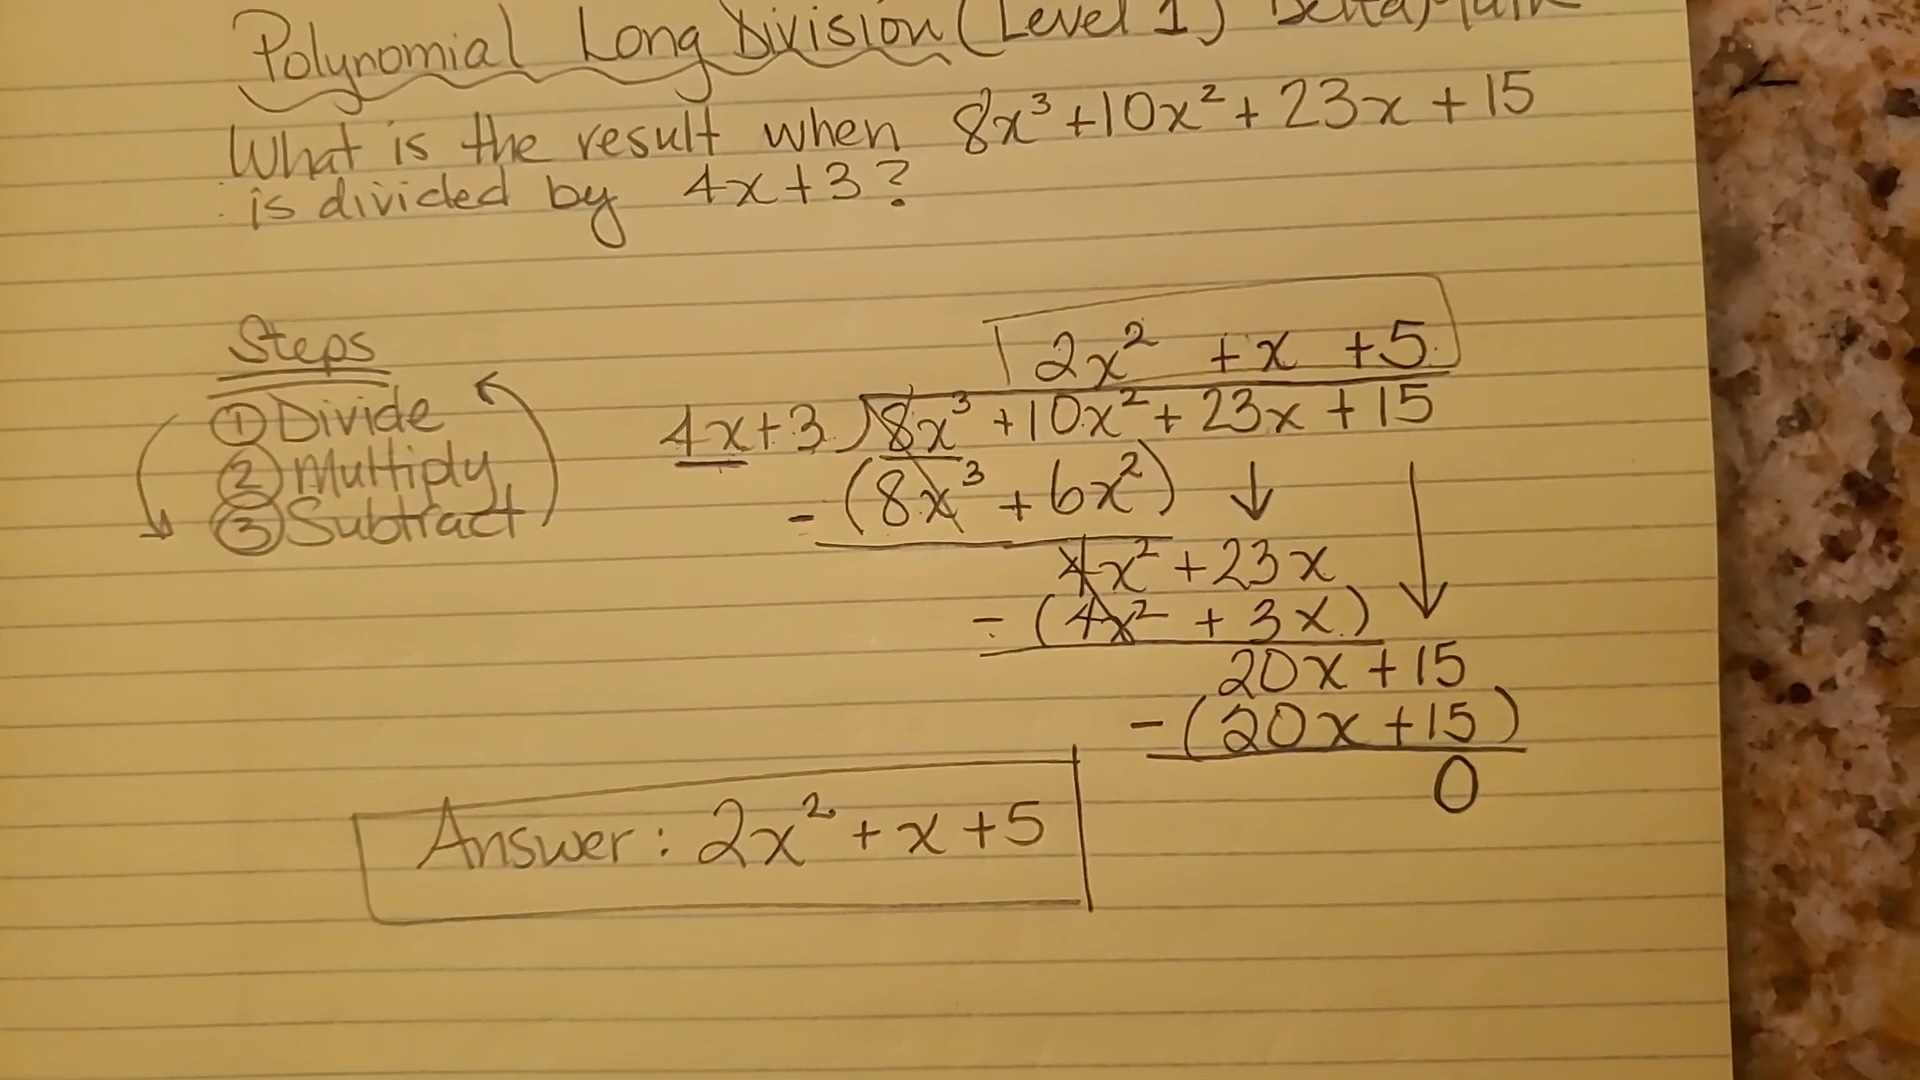 Polynomial Long Division (Level 1) DeltaMath
What is the result when 8x³+10x²+23x+15
is divided by 4x+3?
Steps
① Divide
② Multiply
③ Subtract
2x² +x +5
4x+3)8x³+10x²+23x+15
-(8x³+6x²)
4x²+23x
-(4x²+3x)
20x+15
-(20x+15)
0
Answer: 2x²+x+5